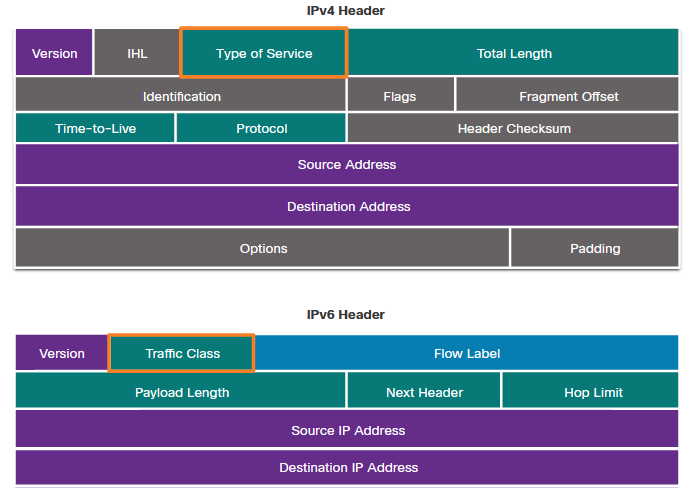 IPv4 Header
Version IHL Type of Service Total Length
Identification Flags Fragment Offset
Time-to-Live Protocol Header Checksum
Source Address
Destination Address
Options Padding
IPv6 Header
Version Traffic Class Flow Label
Payload Length Next Header Hop Limit
Source IP Address
Destination IP Address